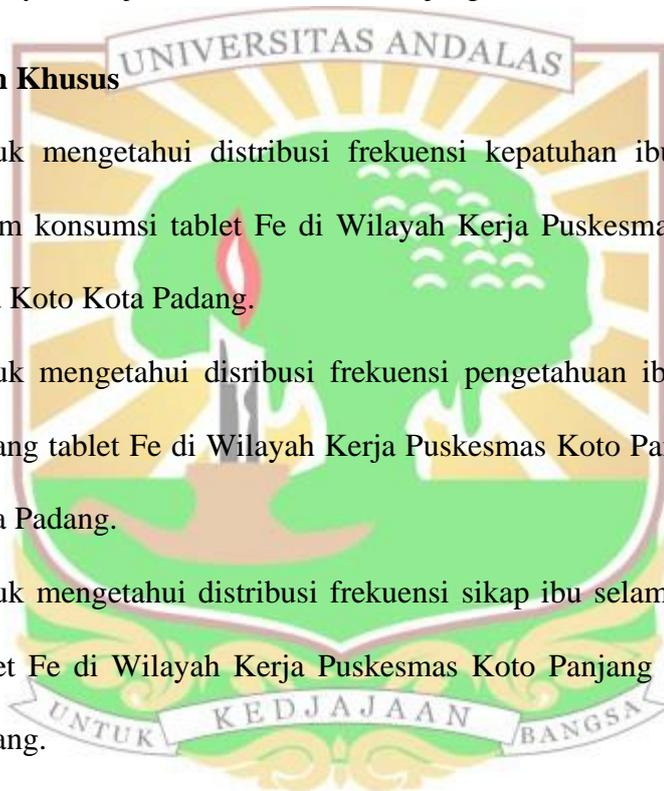 UNIVERSITAS ANDALAS
n Khusus
uk mengetahui distribusi frekuensi kepatuhan ibu
m konsumsi tablet Fe di Wilayah Kerja Puskesma
Koto Kota Padang.
uk mengetahui disribusi frekuensi pengetahuan ib
ang tablet Fe di Wilayah Kerja Puskesmas Koto Pa
a Padang.
uk mengetahui distribusi frekuensi sikap ibu selam
et Fe di Wilayah Kerja Puskesmas Koto Panjang
UNTUK KEDJAJAAN BANGSA
ang.